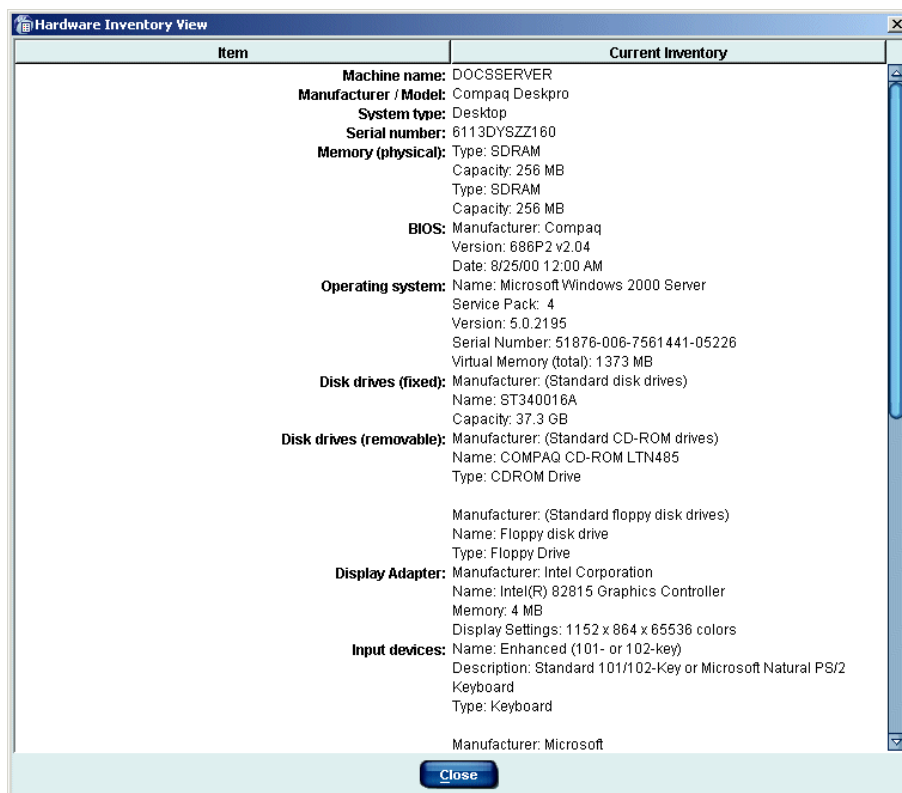 Hardware Inventory View
Item Current Inventory
Machine name: DOCSSERVER
Manufacturer / Model: Compaq Deskpro
System type: Desktop
Serial number: 6113DYSZZ160
Memory (physical): Type: SDRAM
Capacity: 256 MB
Type: SDRAM
Capacity: 256 MB
BIOS: Manufacturer: Compaq
Version: 686P2 v2.04
Date: 8/25/00 12:00 AM
Operating system: Name: Microsoft Windows 2000 Server
Service Pack: 4
Version: 5.0.2195
Serial Number: 51876-006-7561441-05226
Virtual Memory (total): 1373 MB
Disk drives (fixed): Manufacturer: (Standard disk drives)
Name: ST340016A
Capacity: 37.3 GB
Disk drives (removable): Manufacturer: (Standard CD-ROM drives)
Name: COMPAQ CD-ROM LTN485
Type: CDROM Drive
Manufacturer: (Standard floppy disk drives)
Name: Floppy disk drive
Type: Floppy Drive
Display Adapter: Manufacturer: Intel Corporation
Name: Intel(R) 82815 Graphics Controller
Memory: 4 MB
Display Settings: 1152 x 864 x 65536 colors
Input devices: Name: Enhanced (101- or 102-key)
Description: Standard 101/102-Key or Microsoft Natural PS/2
Keyboard
Type: Keyboard
Manufacturer: Microsoft
Close